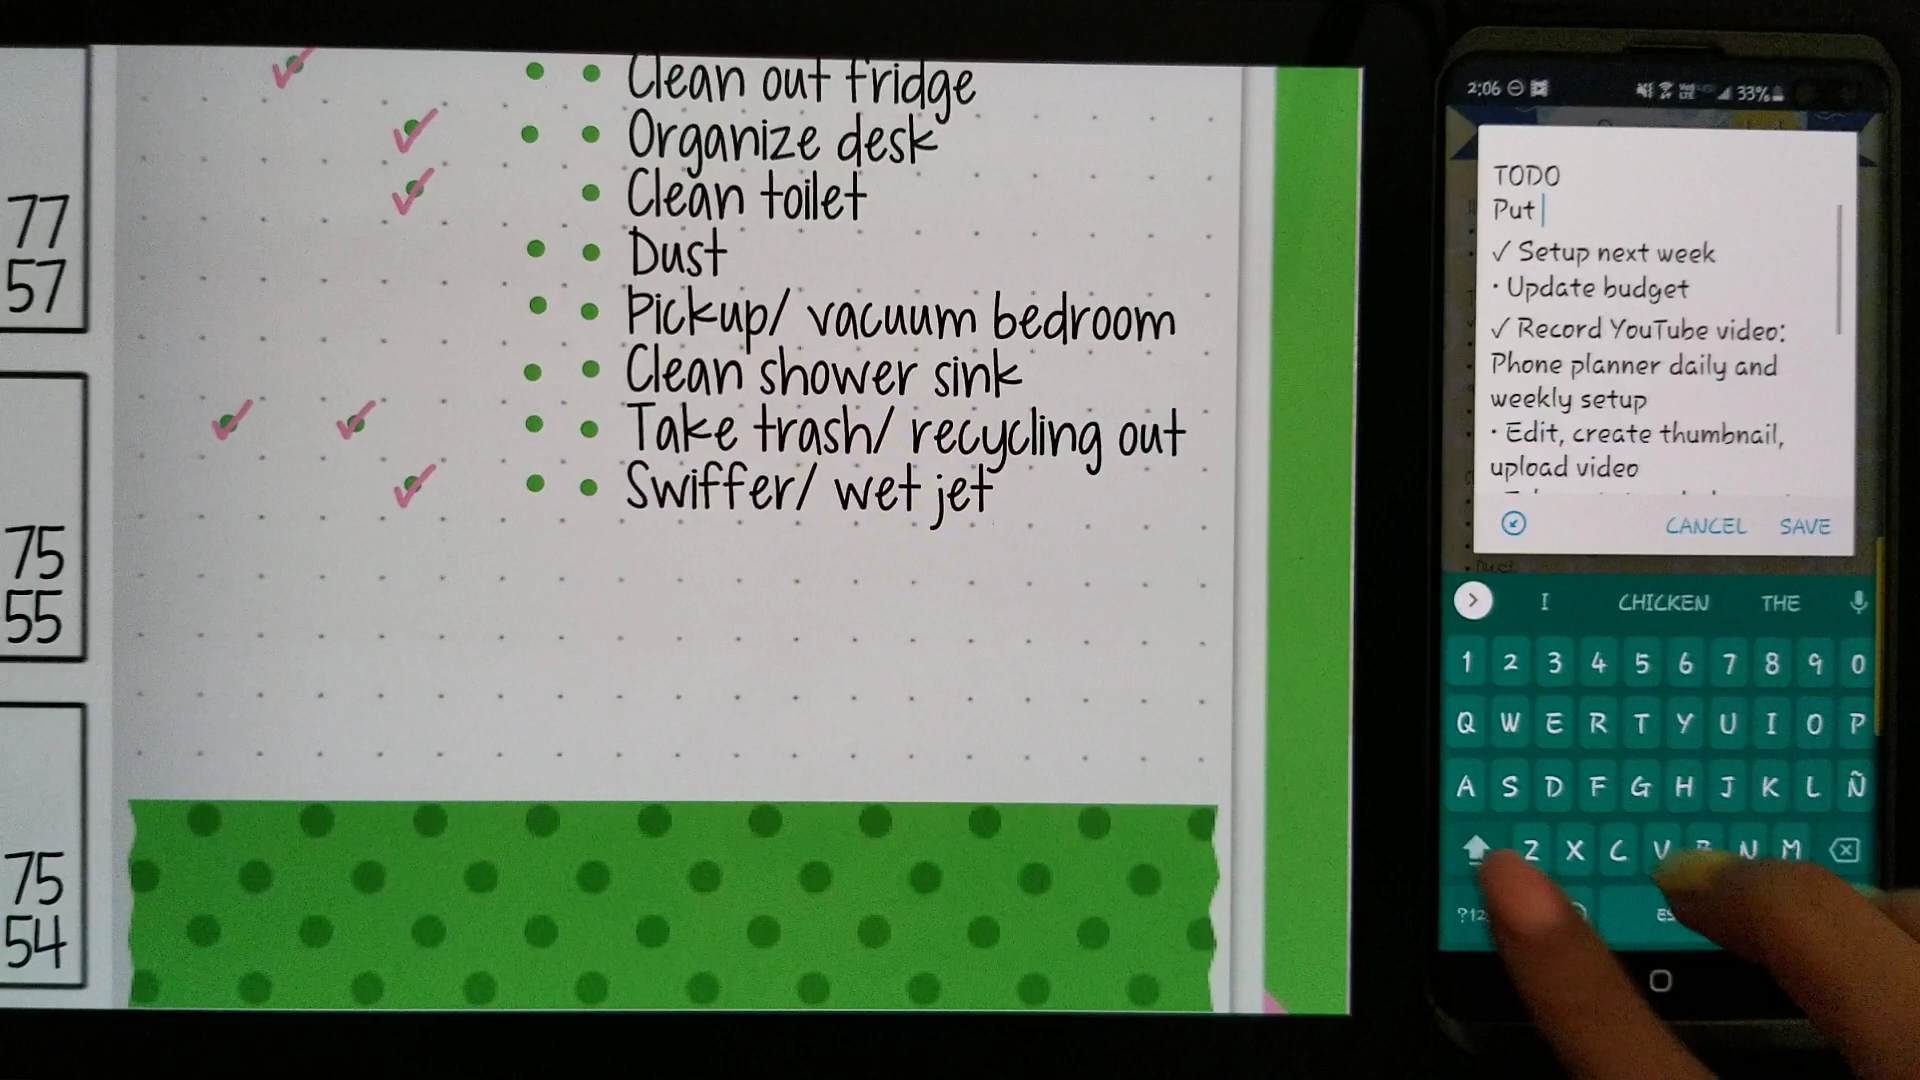 77
57
75
55
75
54
Clean out fridge
Organize desk
Clean toilet
Dust
Pickup/ vacuum bedroom
Clean shower sink
Take trash/ recycling out
Swiffer/ wet jet
2:06
33%
TODO
Put
✓ Setup next week
• Update budget
✓ Record YouTube video:
Phone planner daily and
weekly setup
• Edit, create thumbnail,
upload video
CANCEL SAVE
• Dust
I CHICKEN THE
1 2 3 4 5 6 7 8 9 0
Q W E R T Y U I O P
A S D F G H J K L Ñ
Z X C V B N M
?12
ES